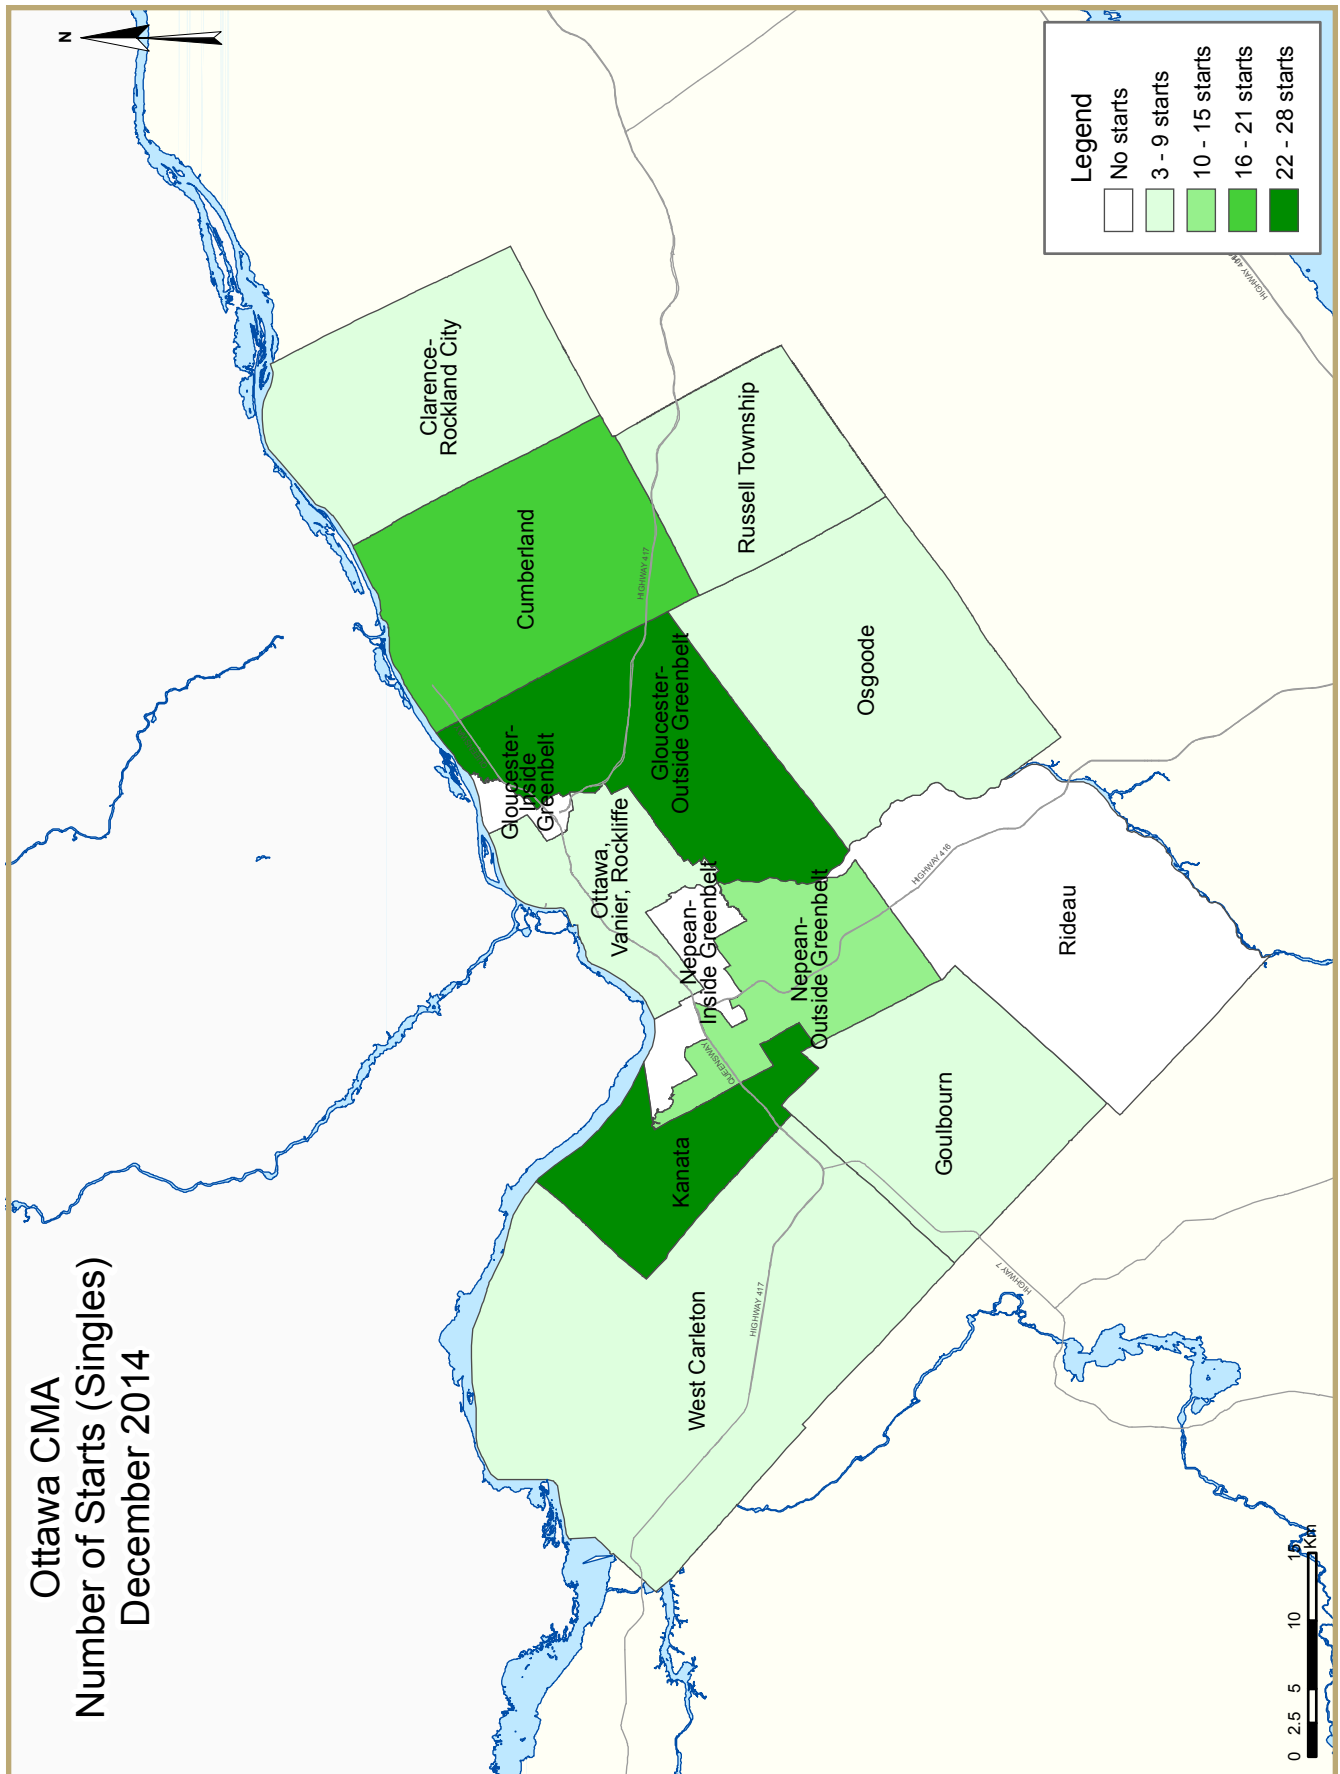 Ottawa CMA
Number of Starts (Singles)
December 2014
N
Legend
No starts
3 - 9 starts
10 - 15 starts
16 - 21 starts
22 - 28 starts
West Carleton
Kanata
Goulbourn
Nepean-
Inside Greenbelt
Nepean-
Outside Greenbelt
Ottawa,
Vanier, Rockliffe
Gloucester-
Inside
Greenbelt
Gloucester-
Outside Greenbelt
Cumberland
Clarence-
Rockland City
Russell Township
Osgoode
Rideau
HIGHWAY 417
HIGHWAY 7
QUEENSWAY
HIGHWAY 416
HIGHWAY 417
HIGHWAY
0 2.5 5 10 15
Km